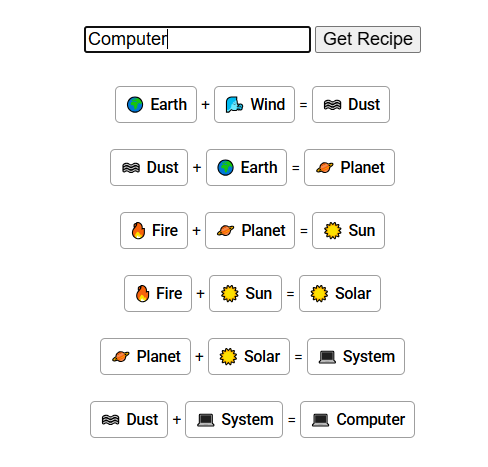 Computer Get Recipe
Earth + Wind = Dust
Dust + Earth = Planet
Fire + Planet = Sun
Fire + Sun = Solar
Planet + Solar = System
Dust + System = Computer